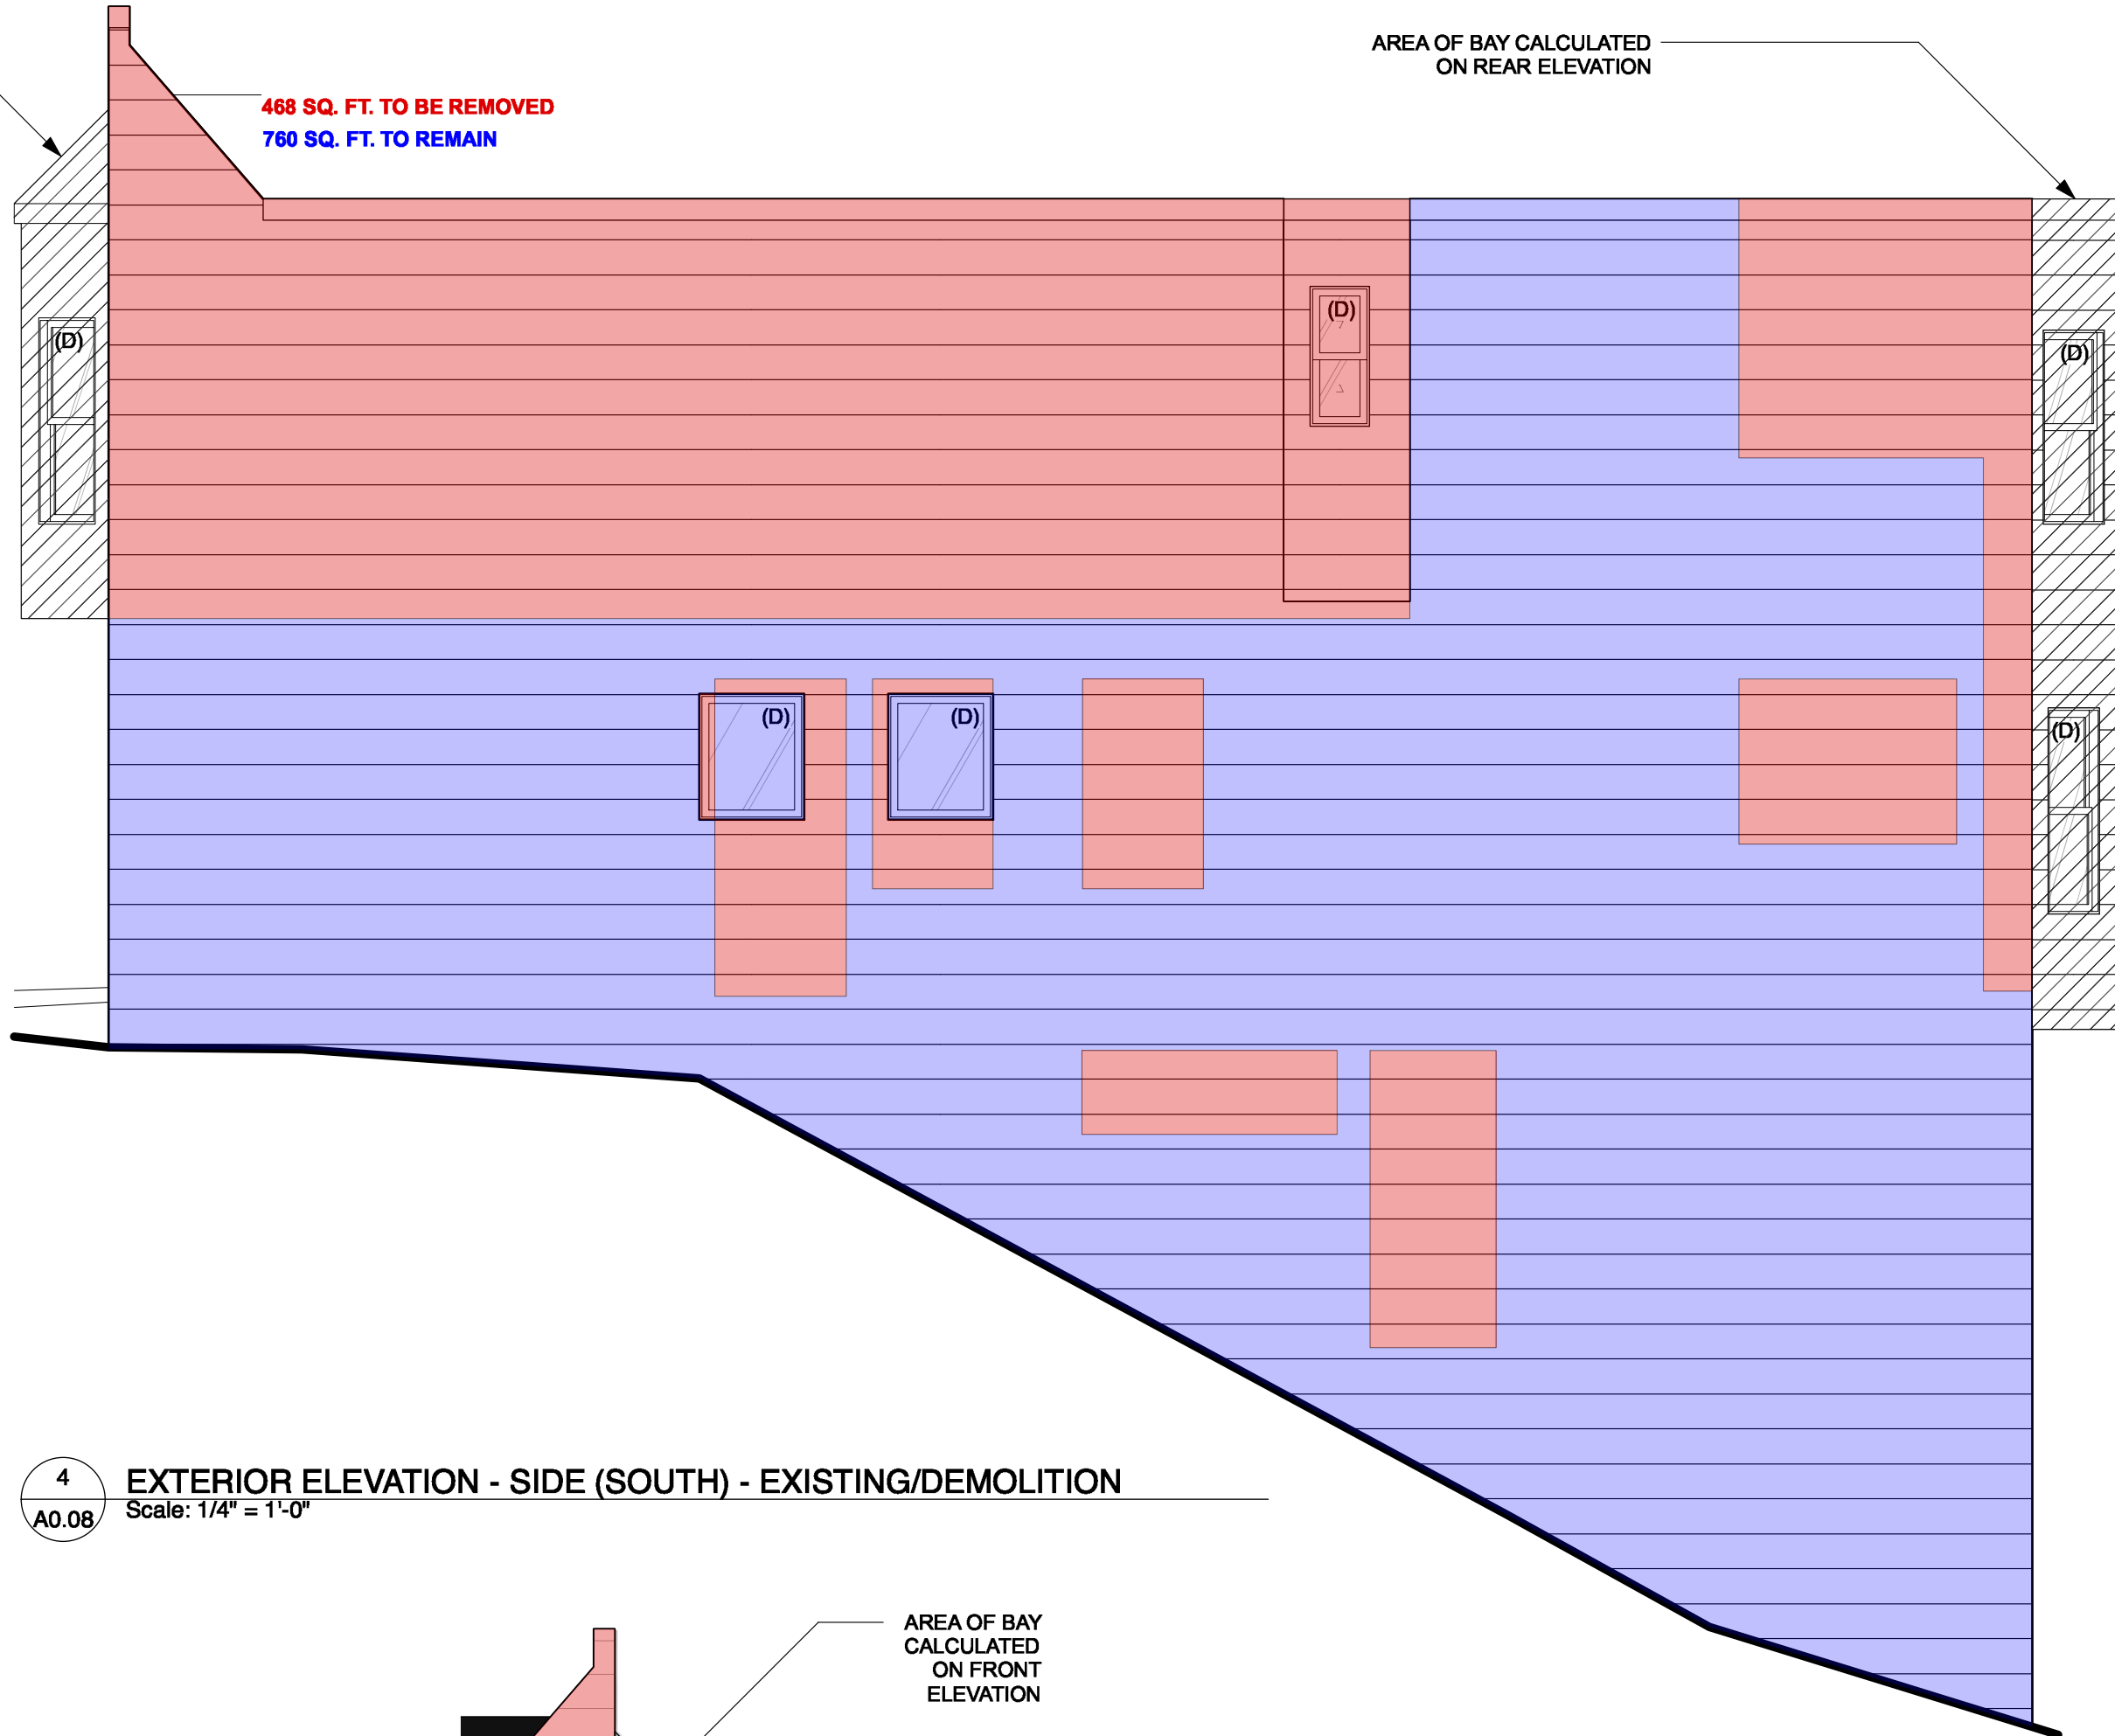 AREA OF BAY CALCULATED
ON REAR ELEVATION
468 SQ. FT. TO BE REMOVED
760 SQ. FT. TO REMAIN
(D)
(D)
(D)
(D)
(D)
(D)
4
A0.08
EXTERIOR ELEVATION - SIDE (SOUTH) - EXISTING/DEMOLITION
Scale: 1/4" = 1'-0"
AREA OF BAY
CALCULATED
ON FRONT
ELEVATION